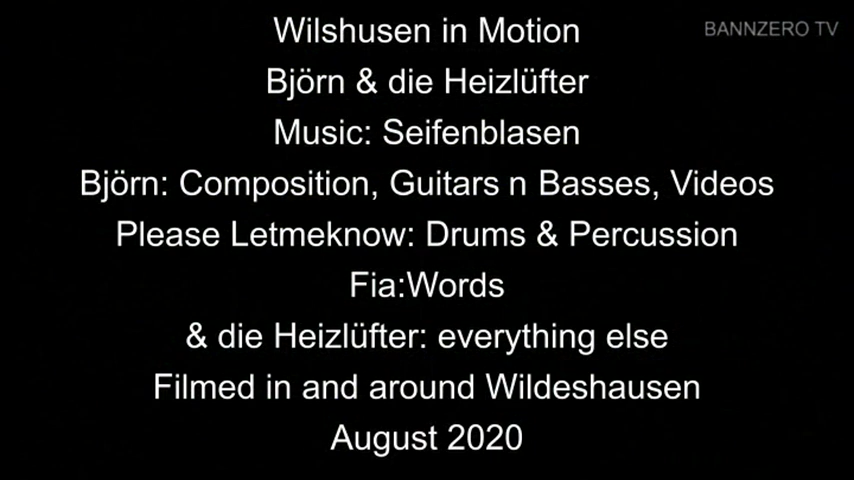 BANNZERO TV
Wilshusen in Motion
Björn & die Heizlüfter
Music: Seifenblasen
Björn: Composition, Guitars n Basses, Videos
Please Letmeknow: Drums & Percussion
Fia:Words
& die Heizlüfter: everything else
Filmed in and around Wildeshausen
August 2020